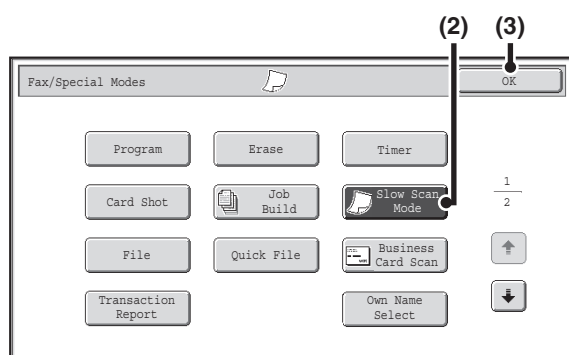 (2) (3)
Fax/Special Modes OK
Program Erase Timer
Card Shot Job Build Slow Scan Mode
1
2
File Quick File Business Card Scan
Transaction Report Own Name Select